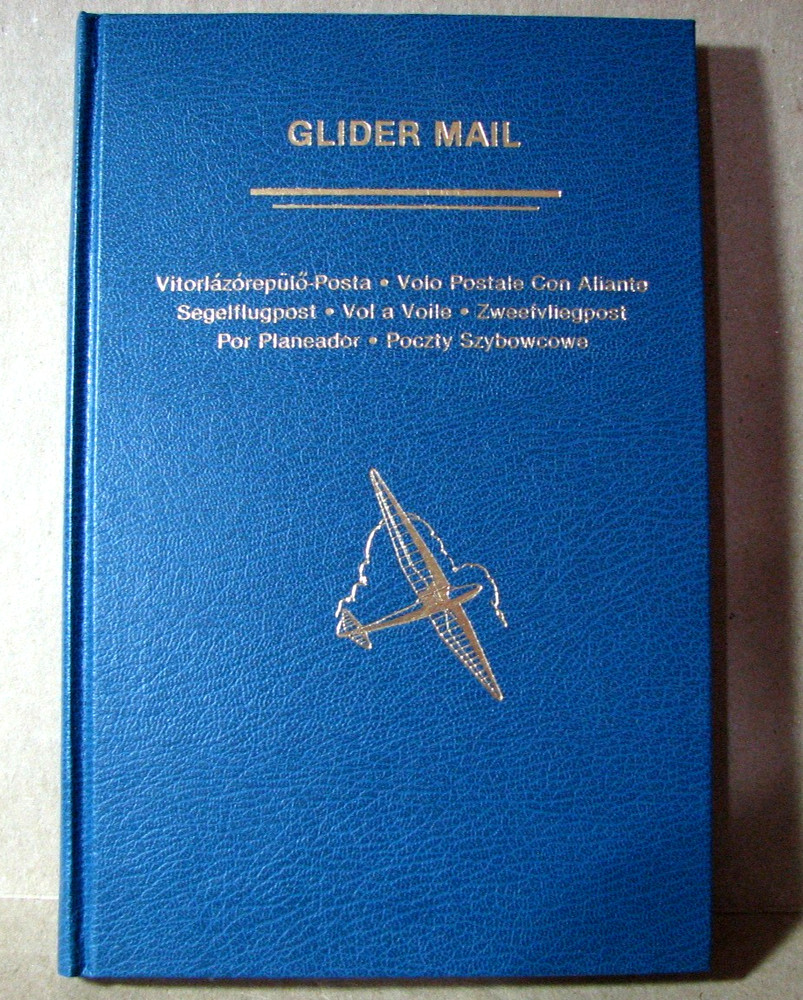 GLIDER MAIL
Vitorlázórepülő-Posta • Volo Postale Con Aliante
Segelflugpost • Vol a Voile • Zweefvliegpost
Por Planeador • Poczty Szybowcowe